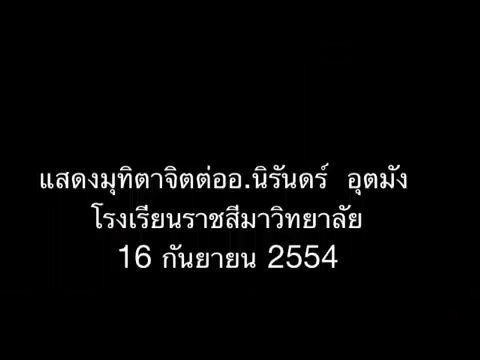 แสดงมุทิตาจิตต่ออ.นิรันดร์ อุตมัง
โรงเรียนราชสีมาวิทยาลัย
16 กันยายน 2554